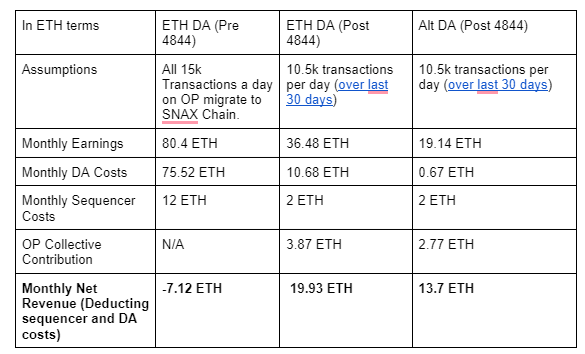 In ETH terms
ETH DA (Pre
4844)
ETH DA (Post
4844)
Alt DA (Post 4844)
Assumptions
All 15k
Transactions a day
on OP migrate to
SNAX Chain.
10.5k transactions
per day (over last
30 days)
10.5k transactions per
day (over last 30 days)
Monthly Earnings
80.4 ETH
36.48 ETH
19.14 ETH
Monthly DA Costs
75.52 ETH
10.68 ETH
0.67 ETH
Monthly Sequencer
Costs
12 ETH
2 ETH
2 ETH
OP Collective
Contribution
N/A
3.87 ETH
2.77 ETH
Monthly Net
Revenue (Deducting
sequencer and DA
costs)
-7.12 ETH
19.93 ETH
13.7 ETH